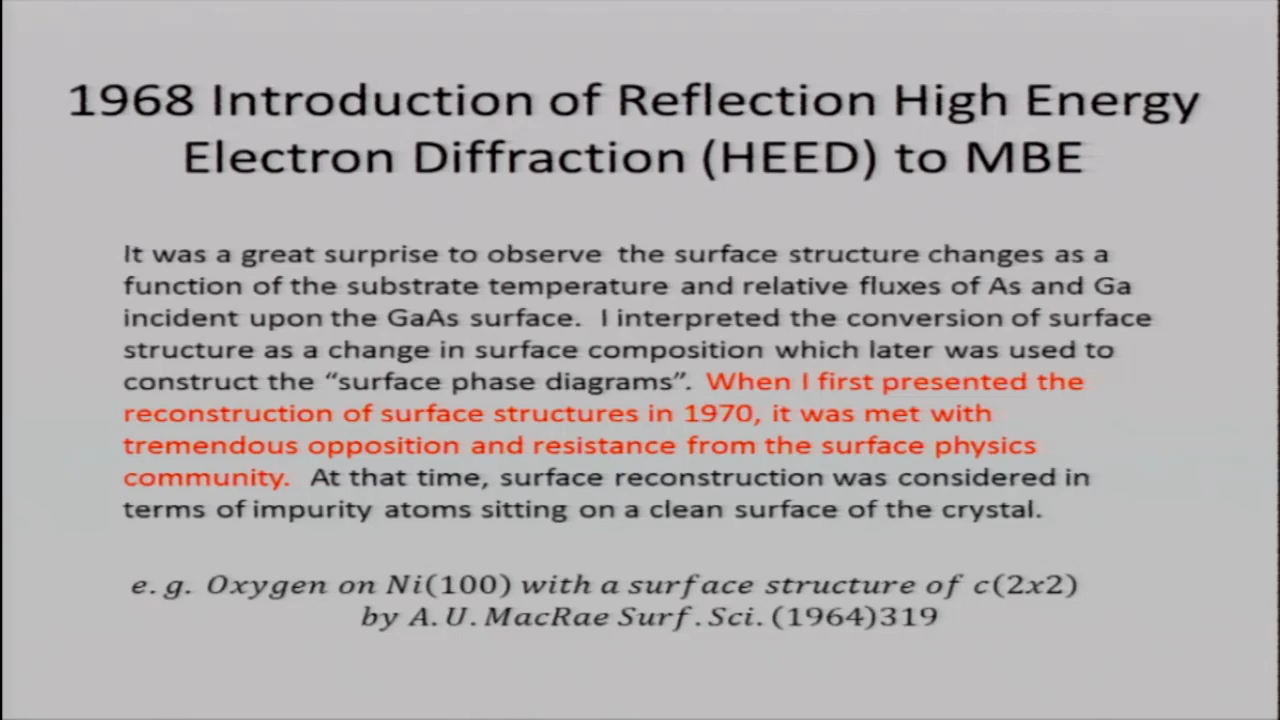 1968 Introduction of Reflection High Energy
Electron Diffraction (HEED) to MBE
It was a great surprise to observe the surface structure changes as a
function of the substrate temperature and relative fluxes of As and Ga
incident upon the GaAs surface. I interpreted the conversion of surface
structure as a change in surface composition which later was used to
construct the “surface phase diagrams”. When I first presented the
reconstruction of surface structures in 1970, it was met with
tremendous opposition and resistance from the surface physics
community. At that time, surface reconstruction was considered in
terms of impurity atoms sitting on a clean surface of the crystal.
e.g. Oxygen on Ni(100) with a surface structure of c(2x2)
by A.U.MacRae Surf.Sci.(1964)319